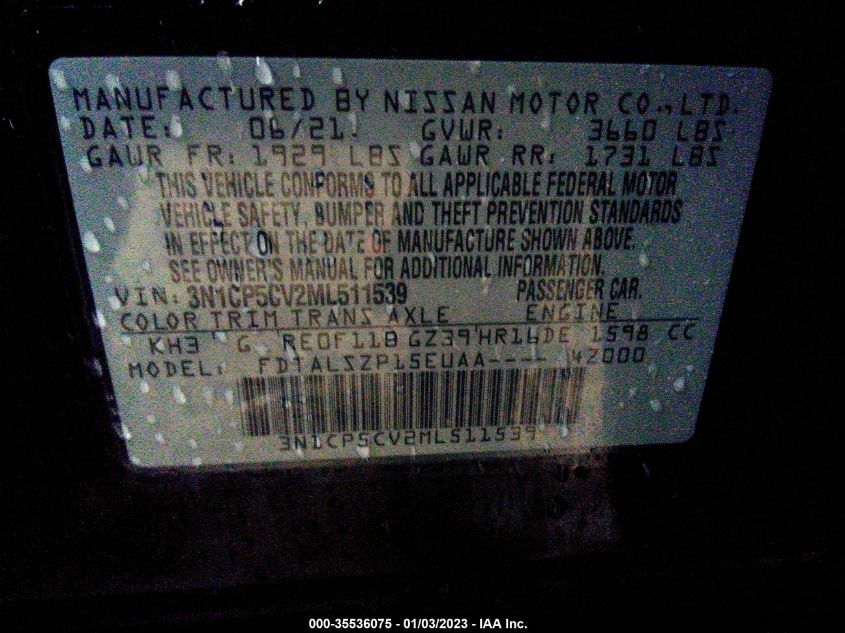 MANUFACTURED BY NISSAN MOTOR CO., LTD.
DATE: 06/21. GVWR: 3660 LBS
GAWR FR: 1929 LBS GAWR RR: 1731 LBS
THIS VEHICLE CONFORMS TO ALL APPLICABLE FEDERAL MOTOR
VEHICLE SAFETY, BUMPER AND THEFT PREVENTION STANDARDS
IN EFFECT ON THE DATE OF MANUFACTURE SHOWN ABOVE.
SEE OWNER'S MANUAL FOR ADDITIONAL INFORMATION.
VIN: 3N1CP5CV2ML511539 PASSENGER CAR.
COLOR TRIM TRANS AXLE ENGINE
KH3 G RE0F11B GZ39 HR16DE 1598 CC
MODEL:
3N1CP5CV2ML511539
000-35536075 - 01/03/2023 - IAA Inc.